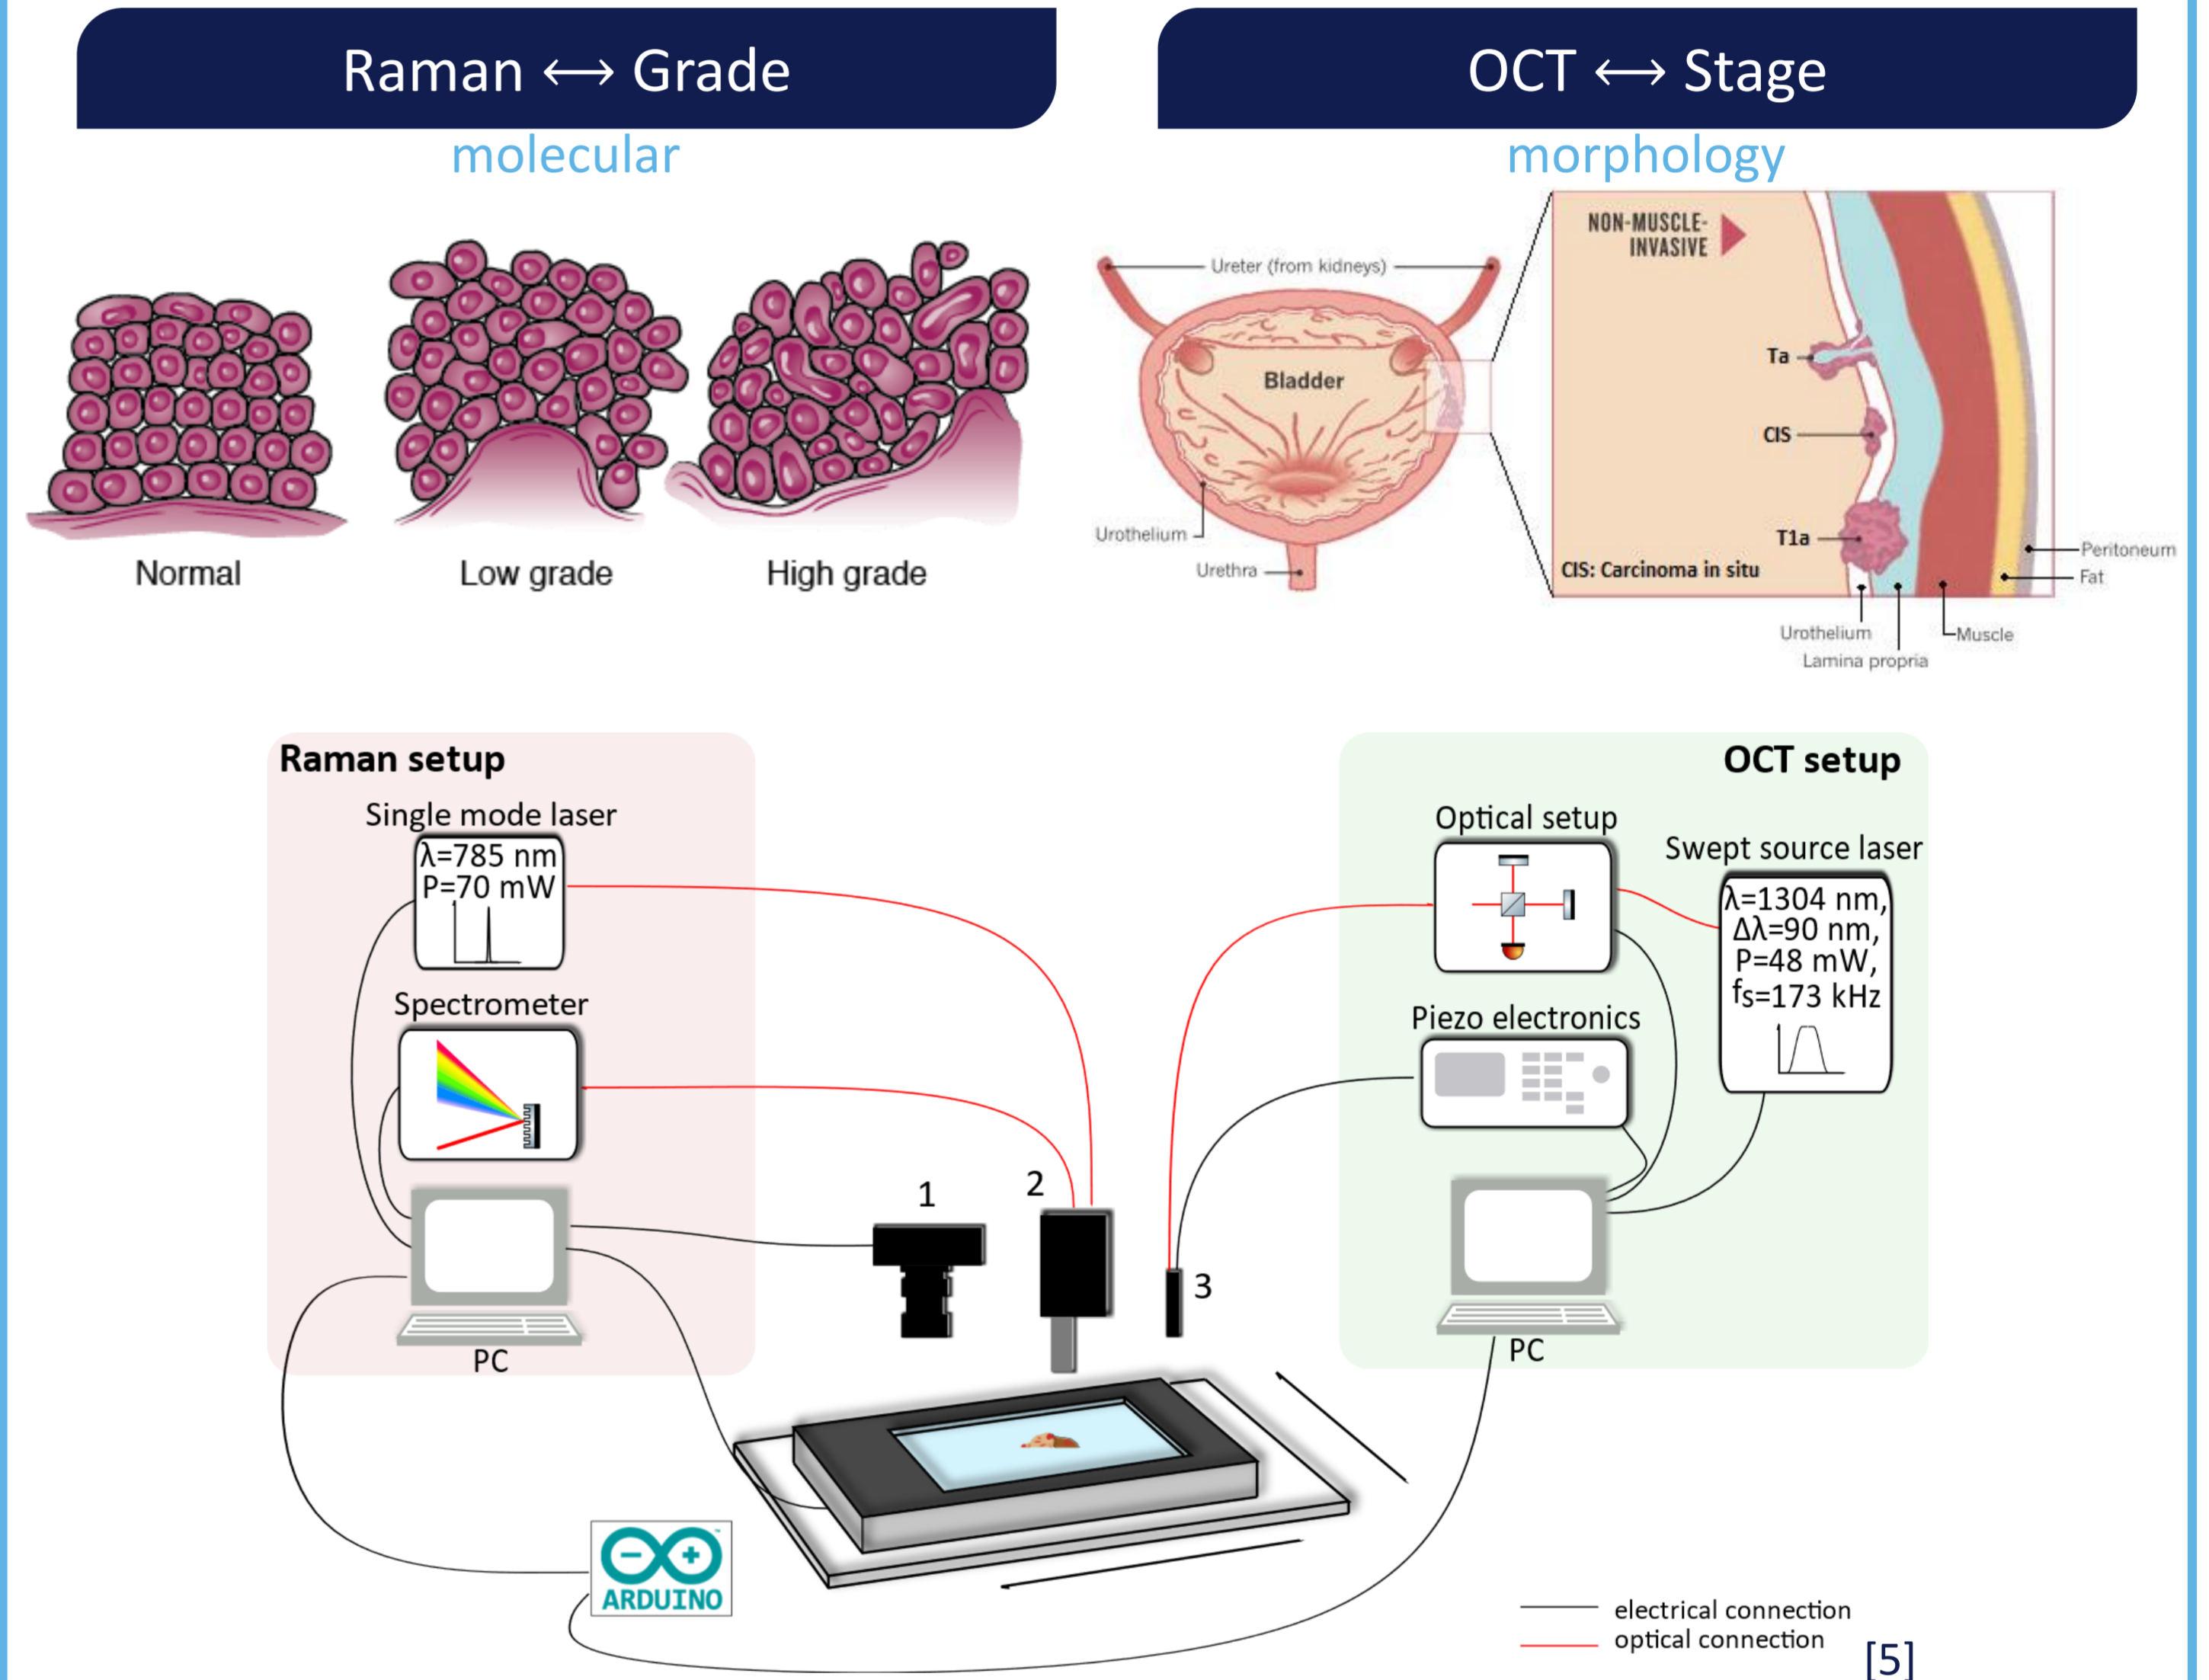 Raman ⟷ Grade
molecular
Normal
Low grade
High grade
OCT ⟷ Stage
morphology
Ureter (from kidneys)
Bladder
Urothelium
Urethra
NON-MUSCLE-
INVASIVE
Ta
CIS
T1a
CIS: Carcinoma in situ
Peritoneum
Fat
Muscle
Urothelium
Lamina propria
Raman setup
Single mode laser
λ=785 nm
P=70 mW
Spectrometer
PC
1
2
3
OCT setup
Optical setup
Swept source laser
λ=1304 nm,
Δλ=90 nm,
P=48 mW,
fs=173 kHz
Piezo electronics
PC
ARDUINO
electrical connection
optical connection
[5]